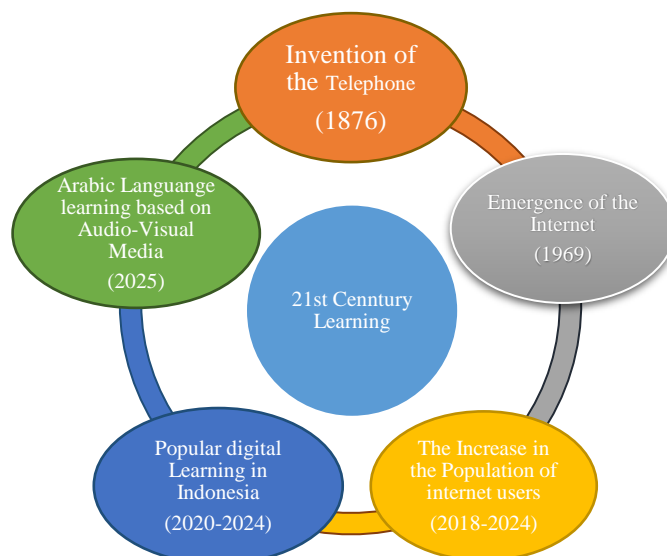 Invention of
the Telephone
(1876)
Emergence of the
Internet
(1969)
The Increase in
the Population of
internet users
(2018-2024)
Popular digital
Learning in
Indonesia
(2020-2024)
Arabic Languange
learning based on
Audio-Visual
Media
(2025)
21st Cenntury
Learning